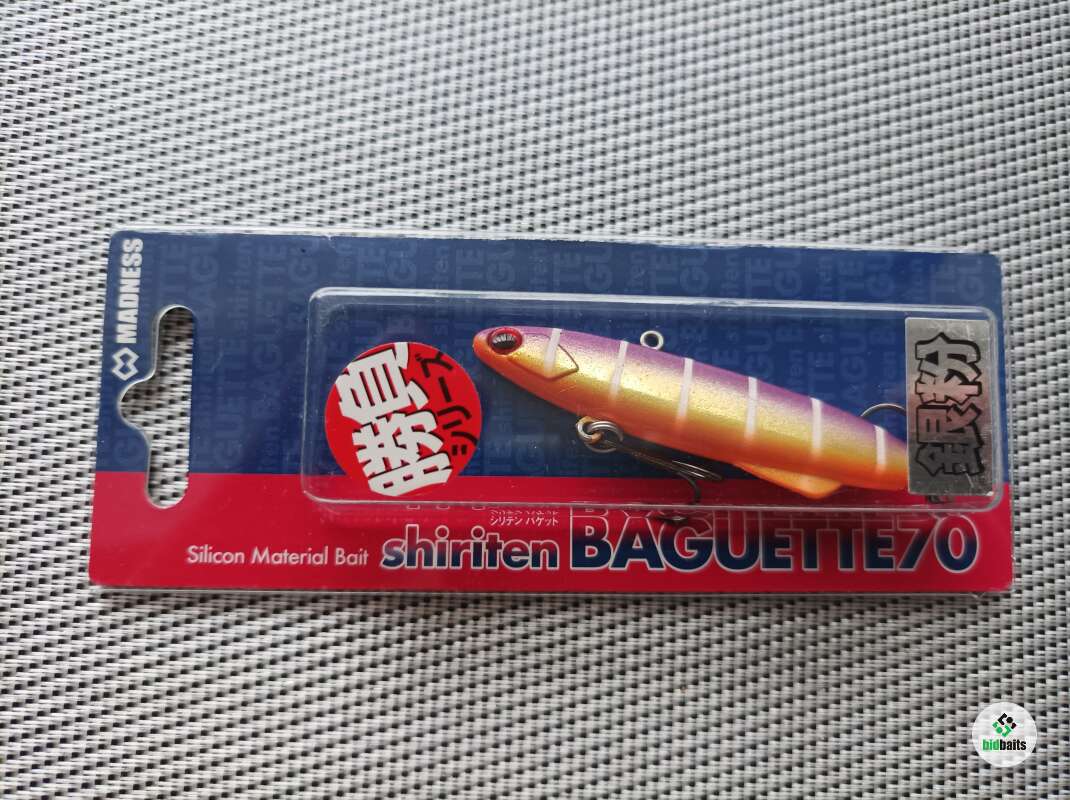 MADNESS
勝負
シリーズ
銀粉
シリテン バゲット
Silicon Material Bait shiriten BAGUETTE70
bidbaits